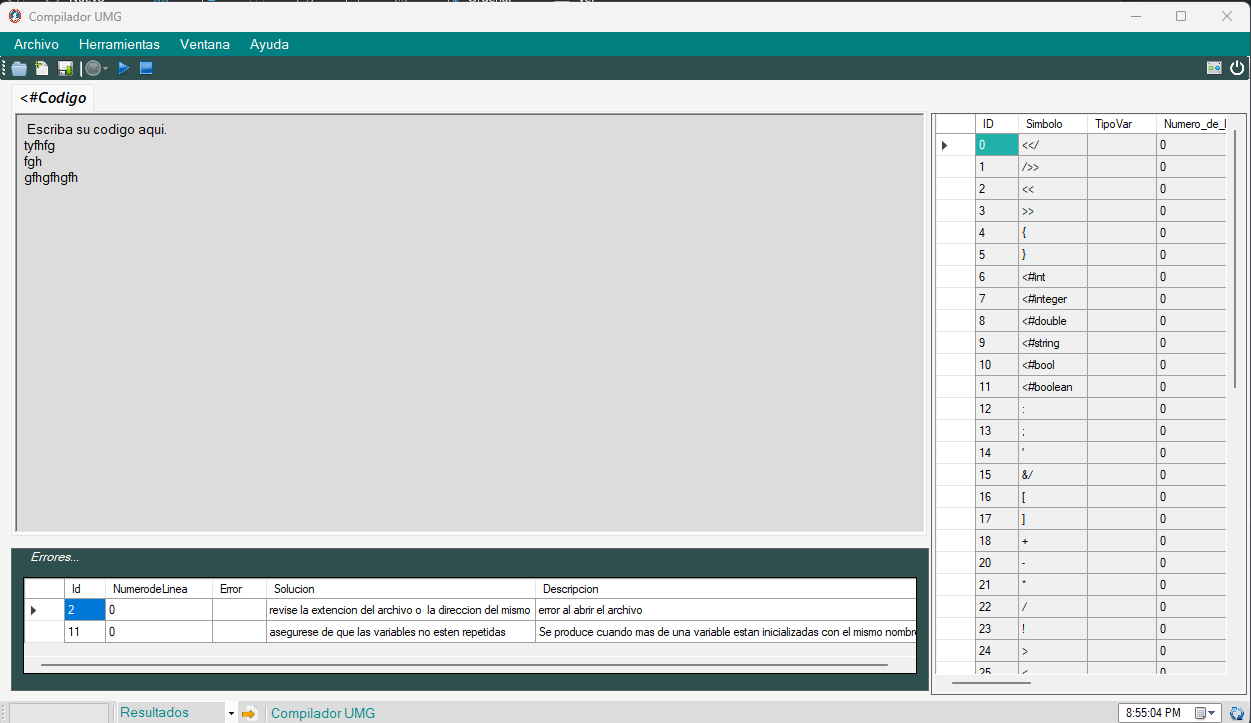 Compilador UMG
Archivo Herramientas Ventana Ayuda
<#Codigo
Escriba su codigo aqui.
tyfhfg
fgh
gfhgfhgfh
ID Simbolo TipoVar
0 <</ 0
1 />> 0
2 << 0
3 >> 0
4 { 0
5 } 0
6 <#int 0
7 <#integer 0
8 <#double 0
9 <#string 0
10 <#bool 0
11 <#boolean 0
12 : 0
13 ; 0
14 ' 0
15 &/ 0
16 [ 0
17 ] 0
18 + 0
20 - 0
21 * 0
22 / 0
23 ! 0
24 > 0
25 < 0
Errores...
Id NumerodeLinea Error Solucion Descripcion
2 0 revise la extencion del archivo o la direccion del mismo error al abrir el archivo
11 0 asegurese de que las variables no esten repetidas Se produce cuando mas de una variable estan inicializadas con el mismo nombre
Resultados Compilador UMG
8:55:04 PM